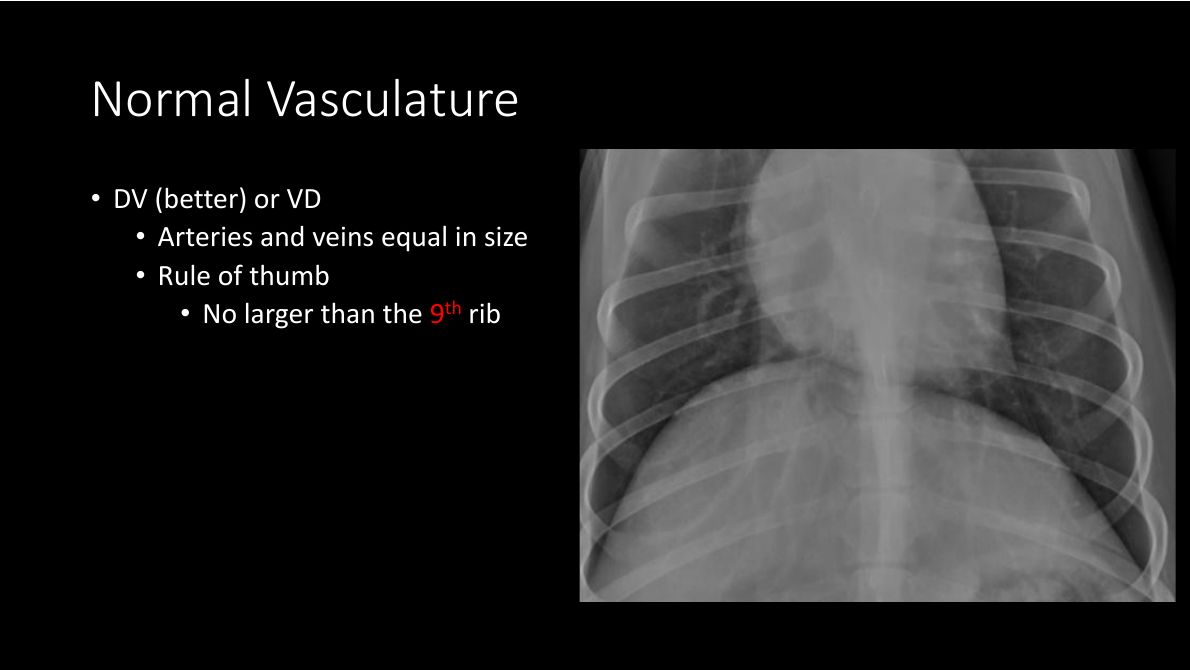 Normal Vasculature
• DV (better) or VD
• Arteries and veins equal in size
• Rule of thumb
• No larger than the 9th rib